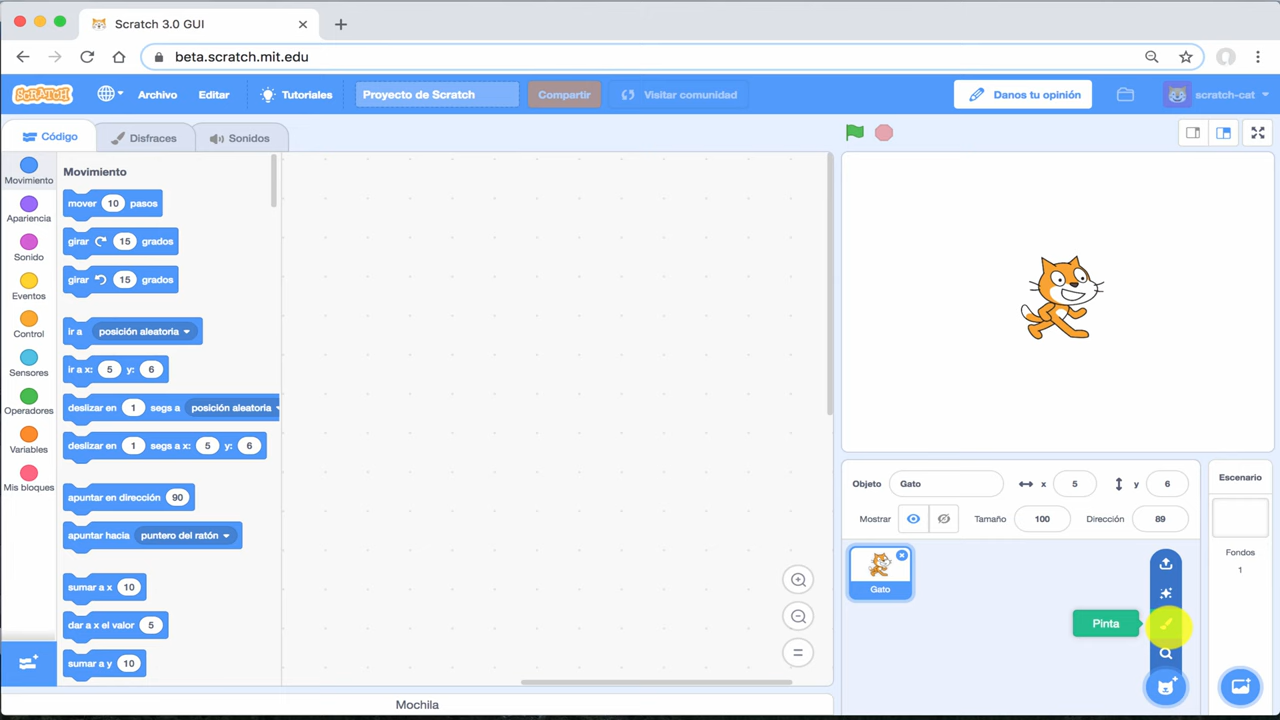 Scratch 3.0 GUI
beta.scratch.mit.edu
SCRATCH
Archivo
Editar
Tutoriales
Proyecto de Scratch
Compartir
Visitar comunidad
Danos tu opinión
scratch-cat
Código
Disfraces
Sonidos
Movimiento
Apariencia
Sonido
Eventos
Control
Sensores
Operadores
Variables
Mis bloques
Movimiento
mover 10 pasos
girar 15 grados
girar 15 grados
ir a posición aleatoria
ir a x: 5 y: 6
deslizar en 1 segs a posición aleatoria
deslizar en 1 segs a x: 5 y: 6
apuntar en dirección 90
apuntar hacia puntero del ratón
sumar a x 10
dar a x el valor 5
sumar a y 10
Mochila
Objeto Gato x 5 y 6
Mostrar Tamaño 100 Dirección 89
Gato
Pinta
Escenario
Fondos
1